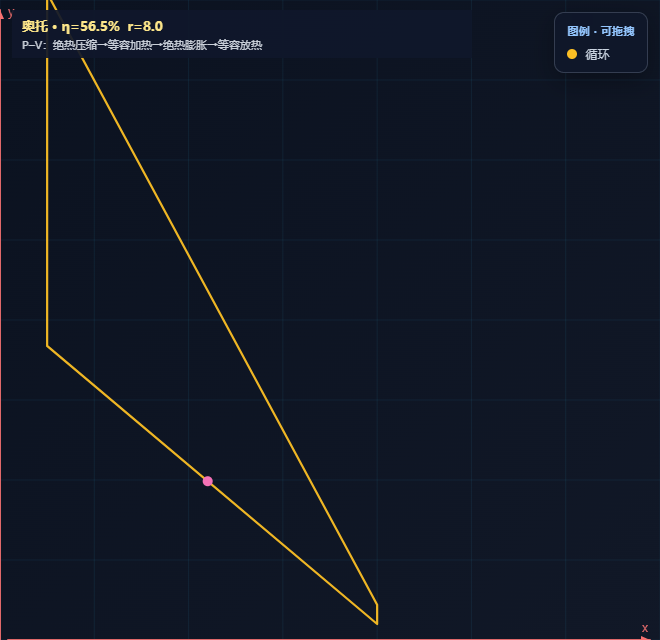 y
奥托 • η=56.5% r=8.0
P–V: 绝热压缩→等容加热→绝热膨胀→等容放热
图例 · 可拖拽
循环
x